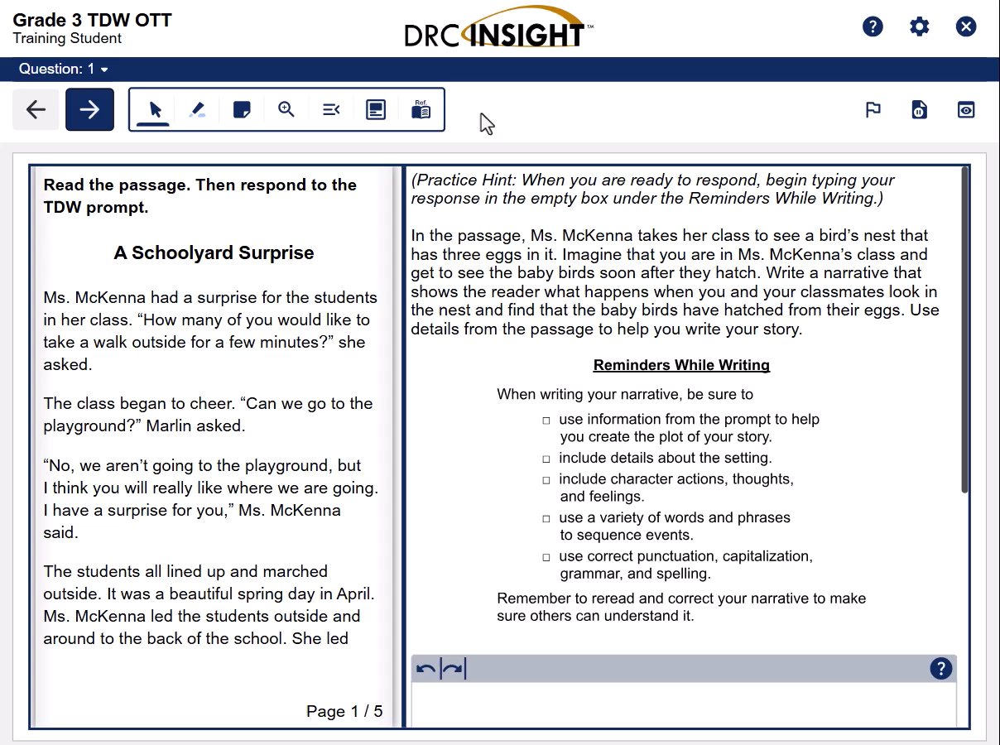 Grade 3 TDW OTT
Training Student
DRC INSIGHT™
Question: 1
Ref.
Read the passage. Then respond to the
TDW prompt.
A Schoolyard Surprise
Ms. McKenna had a surprise for the students
in her class. “How many of you would like to
take a walk outside for a few minutes?” she
asked.
The class began to cheer. “Can we go to the
playground?” Marlin asked.
“No, we aren’t going to the playground, but
I think you will really like where we are going.
I have a surprise for you,” Ms. McKenna
said.
The students all lined up and marched
outside. It was a beautiful spring day in April.
Ms. McKenna led the students outside and
around to the back of the school. She led
Page 1 / 5
(Practice Hint: When you are ready to respond, begin typing your
response in the empty box under the Reminders While Writing.)
In the passage, Ms. McKenna takes her class to see a bird’s nest that
has three eggs in it. Imagine that you are in Ms. McKenna’s class and
get to see the baby birds soon after they hatch. Write a narrative that
shows the reader what happens when you and your classmates look in
the nest and find that the baby birds have hatched from their eggs. Use
details from the passage to help you write your story.
Reminders While Writing
When writing your narrative, be sure to
□ use information from the prompt to help
you create the plot of your story.
□ include details about the setting.
□ include character actions, thoughts,
and feelings.
□ use a variety of words and phrases
to sequence events.
□ use correct punctuation, capitalization,
grammar, and spelling.
Remember to reread and correct your narrative to make
sure others can understand it.